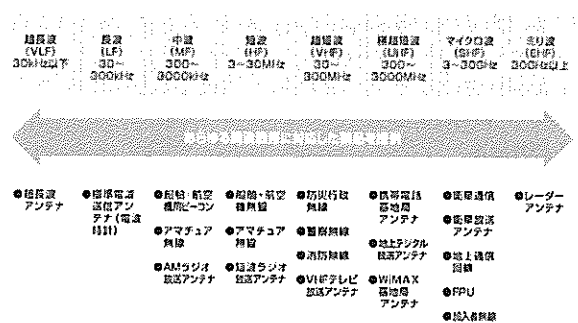 超長波
(VLF)
30kHz以下
長波
(LF)
30〜
300kHz
中波
(MF)
300〜
3000kHz
短波
(HF)
3〜30MHz
超短波
(VHF)
30〜
300MHz
極超短波
(UHF)
300〜
3000MHz
マイクロ波
(SHF)
3〜300Hz
ミリ波
(EHF)
300Hz以上
●超長波
アンテナ
●標準電波
送信アン
テナ(電波
時計)
●船舶・航空
機用ビーコン
●アマチュア
無線
●AMラジオ
放送アンテナ
●船舶・航空
機無線
●アマチュア
無線
●短波ラジオ
放送アンテナ
●防災行政
無線
●警察無線
●消防無線
●VHFテレビ
放送アンテナ
●携帯電話
基地局
アンテナ
●地上デジタル
放送アンテナ
●WiMAX
基地局
アンテナ
●衛星通信
●衛星放送
アンテナ
●地上通信
回線
●FPU
●加入者無線
●レーダー
アンテナ